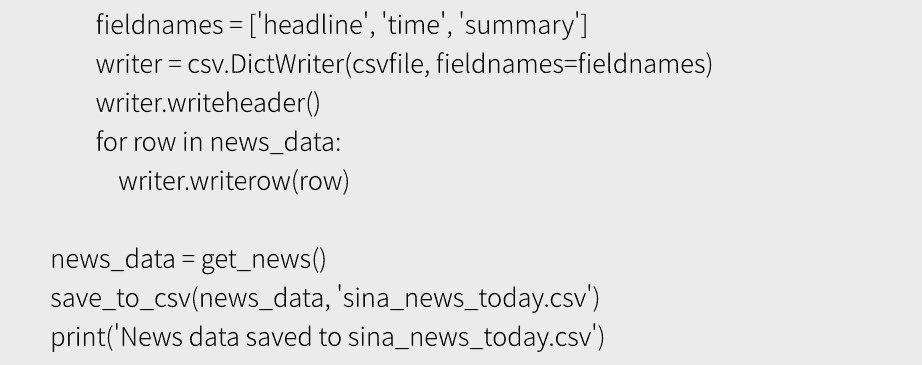 fieldnames = ['headline', 'time', 'summary']
writer = csv.DictWriter(csvfile, fieldnames=fieldnames)
writer.writeheader()
for row in news_data:
writer.writerow(row)
news_data = get_news()
save_to_csv(news_data, 'sina_news_today.csv')
print('News data saved to sina_news_today.csv')